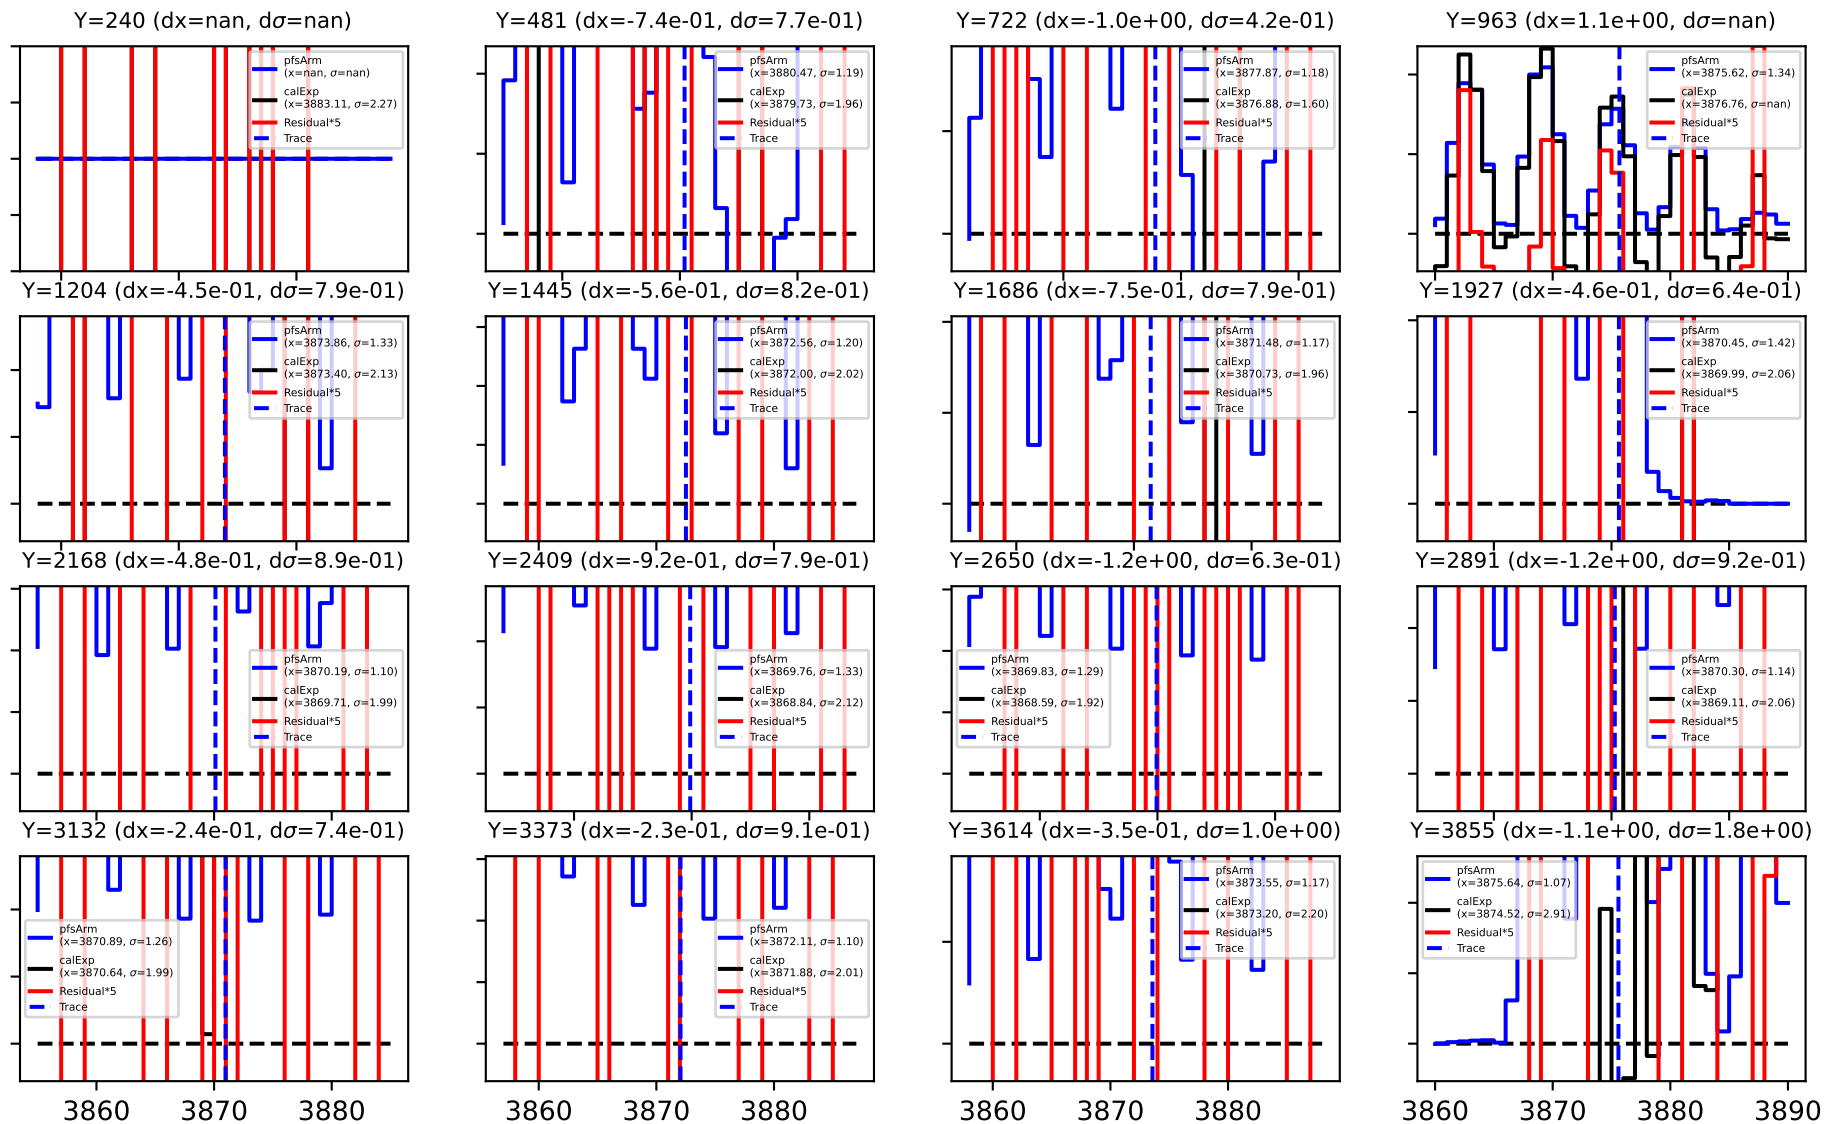 Y=240 (dx=nan, dσ=nan)
pfsArm
(x=nan, σ=nan)
calExp
(x=3883.11, σ=2.27)
Residual*5
Trace
Y=481 (dx=-7.4e-01, dσ=7.7e-01)
pfsArm
(x=3880.47, σ=1.19)
calExp
(x=3879.73, σ=1.96)
Residual*5
Trace
Y=722 (dx=-1.0e+00, dσ=4.2e-01)
pfsArm
(x=3877.87, σ=1.18)
calExp
(x=3876.88, σ=1.60)
Residual*5
Trace
Y=963 (dx=1.1e+00, dσ=nan)
pfsArm
(x=3875.62, σ=1.34)
calExp
(x=3876.76, σ=nan)
Residual*5
Trace
Y=1204 (dx=-4.5e-01, dσ=7.9e-01)
pfsArm
(x=3873.86, σ=1.33)
calExp
(x=3873.40, σ=2.13)
Residual*5
Trace
Y=1445 (dx=-5.6e-01, dσ=8.2e-01)
pfsArm
(x=3872.56, σ=1.20)
calExp
(x=3872.00, σ=2.02)
Residual*5
Trace
Y=1686 (dx=-7.5e-01, dσ=7.9e-01)
pfsArm
(x=3871.48, σ=1.17)
calExp
(x=3870.73, σ=1.96)
Residual*5
Trace
Y=1927 (dx=-4.6e-01, dσ=6.4e-01)
pfsArm
(x=3870.45, σ=1.42)
calExp
(x=3869.99, σ=2.06)
Residual*5
Trace
Y=2168 (dx=-4.8e-01, dσ=8.9e-01)
pfsArm
(x=3870.19, σ=1.10)
calExp
(x=3869.71, σ=1.99)
Residual*5
Trace
Y=2409 (dx=-9.2e-01, dσ=7.9e-01)
pfsArm
(x=3869.76, σ=1.33)
calExp
(x=3868.84, σ=2.12)
Residual*5
Trace
Y=2650 (dx=-1.2e+00, dσ=6.3e-01)
pfsArm
(x=3869.83, σ=1.29)
calExp
(x=3868.59, σ=1.92)
Residual*5
Trace
Y=2891 (dx=-1.2e+00, dσ=9.2e-01)
pfsArm
(x=3870.30, σ=1.14)
calExp
(x=3869.11, σ=2.06)
Residual*5
Trace
Y=3132 (dx=-2.4e-01, dσ=7.4e-01)
pfsArm
(x=3870.89, σ=1.26)
calExp
(x=3870.64, σ=1.99)
Residual*5
Trace
3860 3870 3880
Y=3373 (dx=-2.3e-01, dσ=9.1e-01)
pfsArm
(x=3872.11, σ=1.10)
calExp
(x=3871.88, σ=2.01)
Residual*5
Trace
3860 3870 3880
Y=3614 (dx=-3.5e-01, dσ=1.0e+00)
pfsArm
(x=3873.55, σ=1.17)
calExp
(x=3873.20, σ=2.20)
Residual*5
Trace
3860 3870 3880
Y=3855 (dx=-1.1e+00, dσ=1.8e+00)
pfsArm
(x=3875.64, σ=1.07)
calExp
(x=3874.52, σ=2.91)
Residual*5
Trace
3860 3870 3880 3890